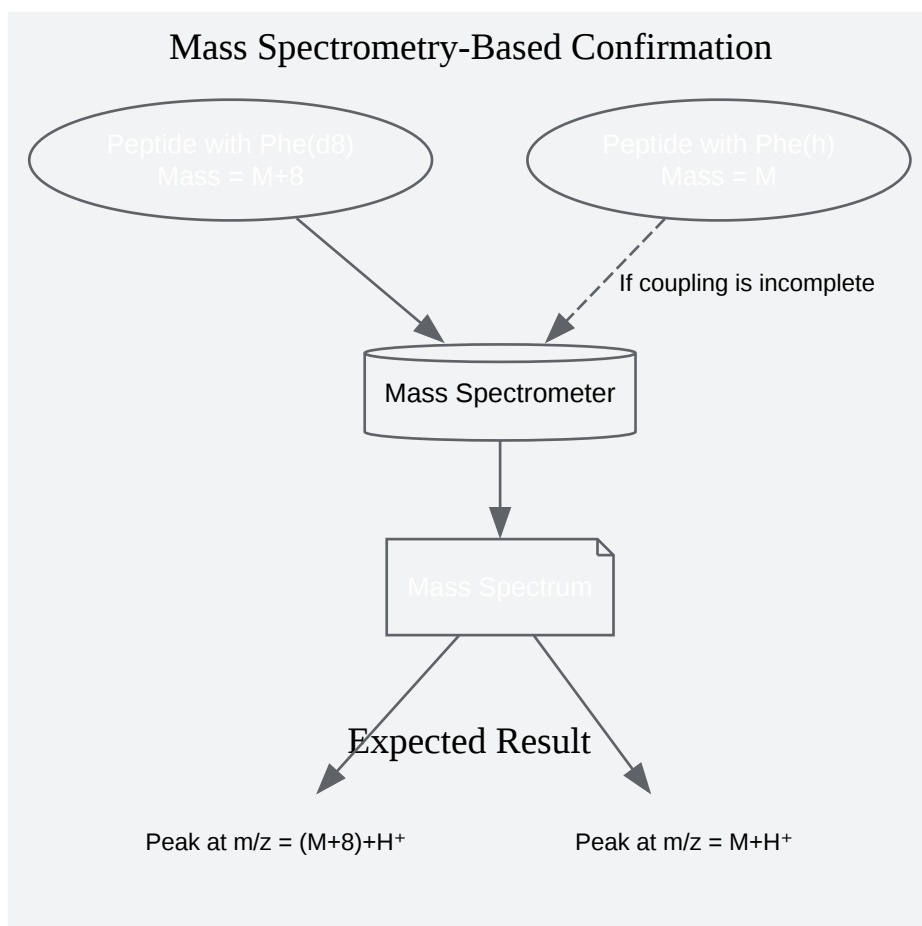 Mass Spectrometry-Based Confirmation
Peptide with Phe(d8)
Mass = M+8
Peptide with Phe(h)
Mass = M
If coupling is incomplete
Mass Spectrometer
Mass Spectrum
Expected Result
Peak at m/z = (M+8)+H⁺
Peak at m/z = M+H⁺